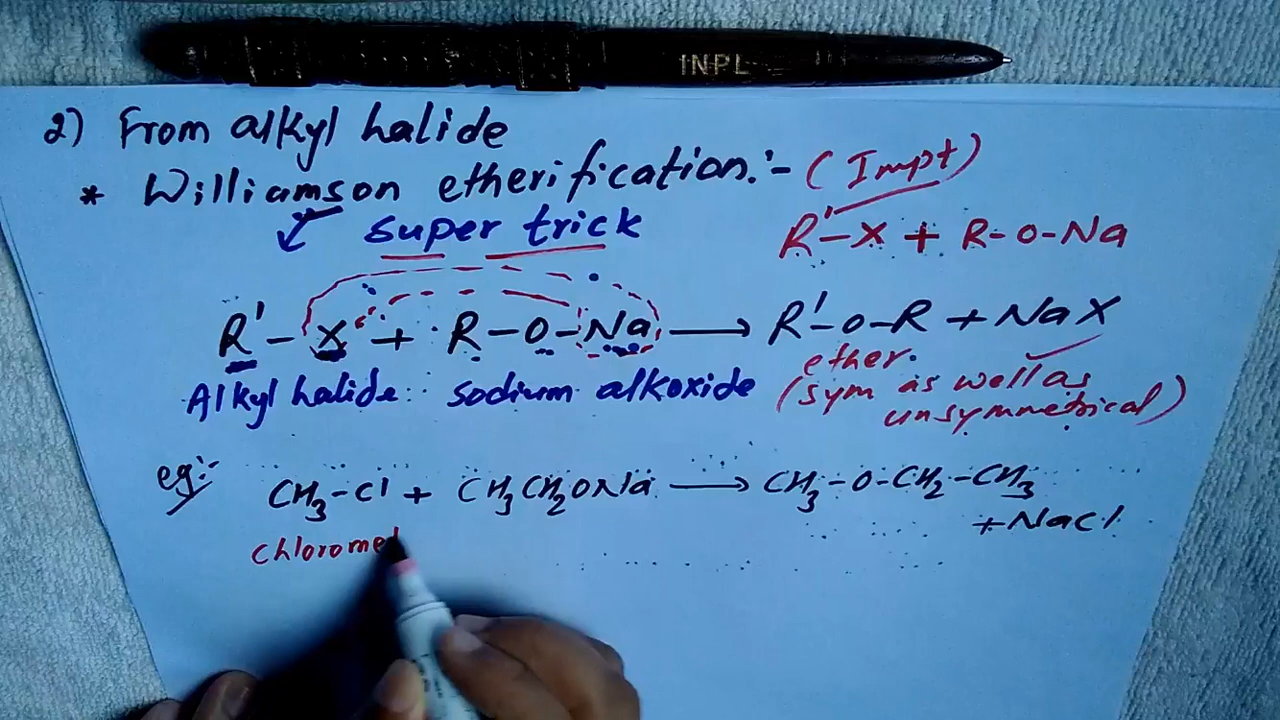 INPL
2) From alkyl halide
* Williamson etherification:- (Impt)
super trick
R'-X + R-O-Na
R'-X + R-O-Na ⟶ R'-O-R + NaX
ether.
Alkyl halide sodium alkoxide (sym as well as unsymmetrical)
eg:- CH₃-Cl + CH₃CH₂ONa ⟶ CH₃-O-CH₂-CH₃
+NaCl
chlorome